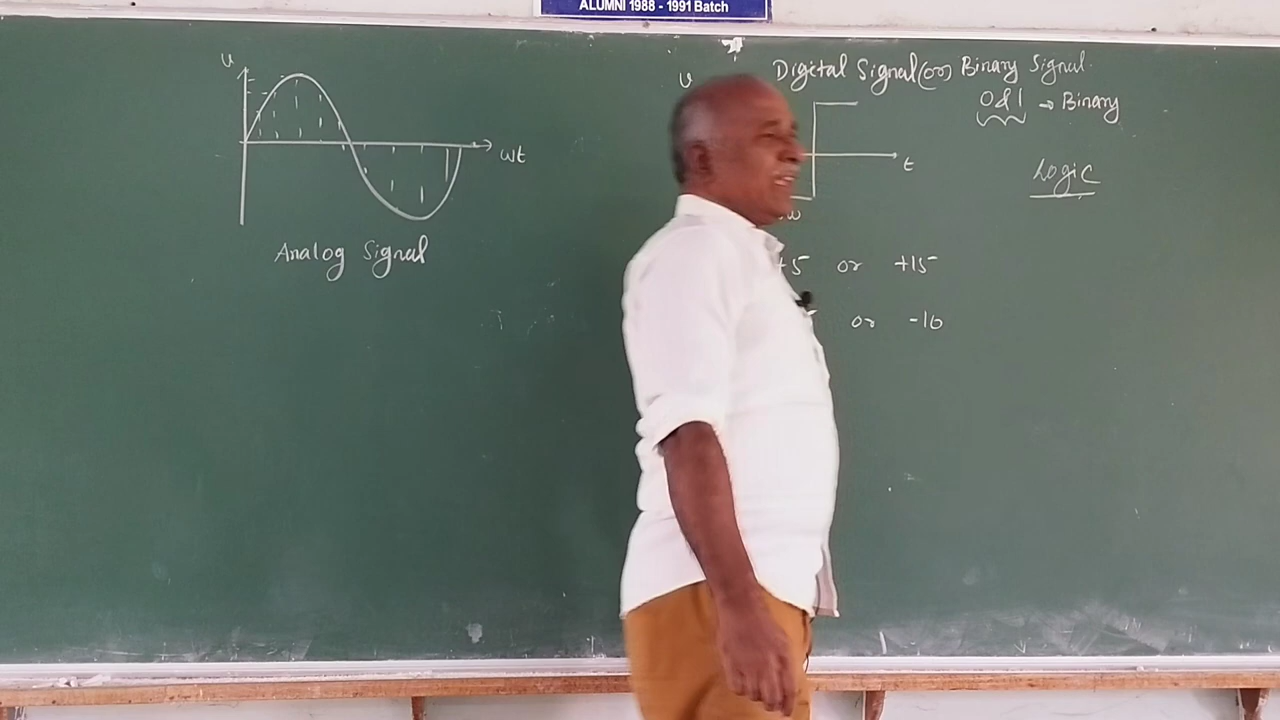 ALUMNI 1988 - 1991 Batch
v
ωt
Analog Signal
v
Digital Signal (or) Binary Signal.
0 & 1 → Binary
t
Logic
+5 or +15
or -10